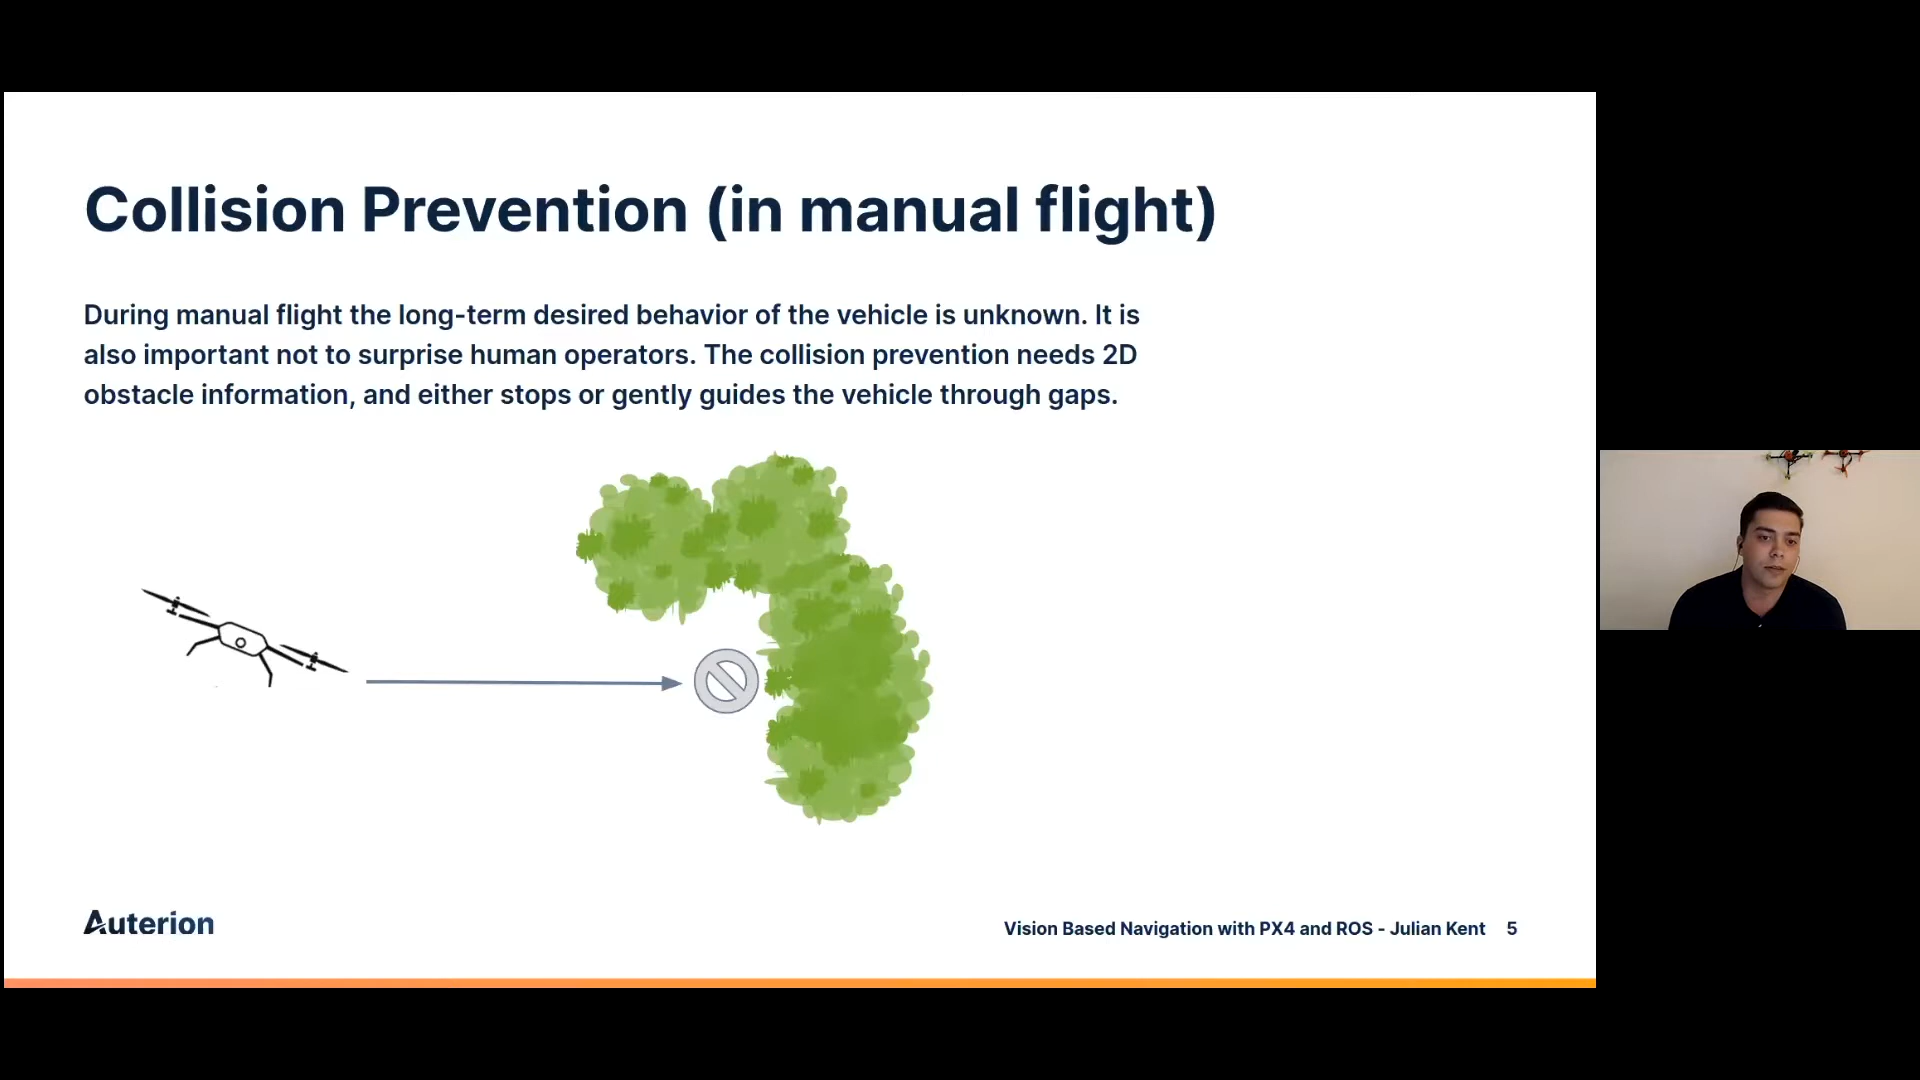 Collision Prevention (in manual flight)
During manual flight the long-term desired behavior of the vehicle is unknown. It is
also important not to surprise human operators. The collision prevention needs 2D
obstacle information, and either stops or gently guides the vehicle through gaps.
Auterion
Vision Based Navigation with PX4 and ROS - Julian Kent 5